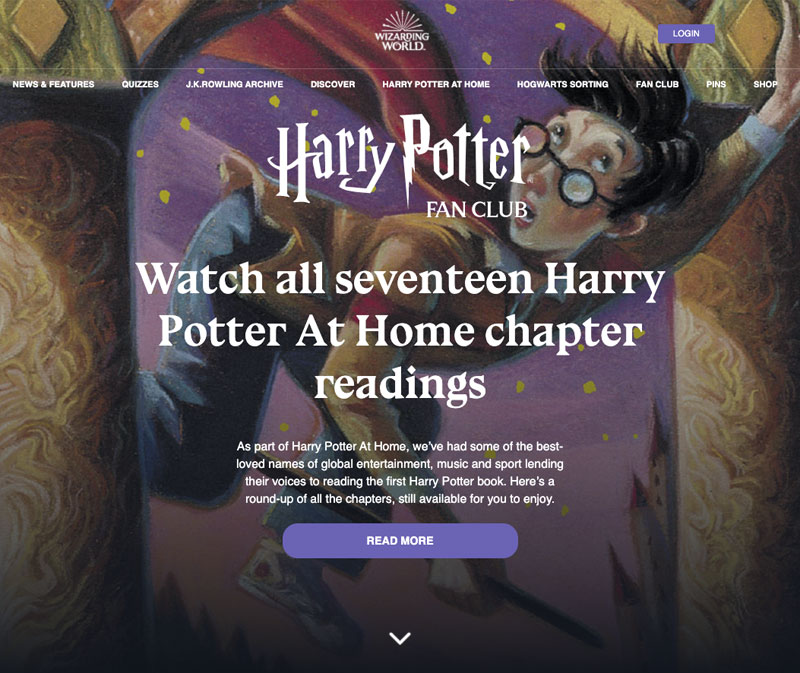 WIZARDING
WORLD.
LOGIN
NEWS & FEATURES QUIZZES J.K.ROWLING ARCHIVE DISCOVER HARRY POTTER AT HOME HOGWARTS SORTING FAN CLUB PINS SHOP
Harry Potter
FAN CLUB
Watch all seventeen Harry
Potter At Home chapter
readings
As part of Harry Potter At Home, we've had some of the best-
loved names of global entertainment, music and sport lending
their voices to reading the first Harry Potter book. Here's a
round-up of all the chapters, still available for you to enjoy.
READ MORE